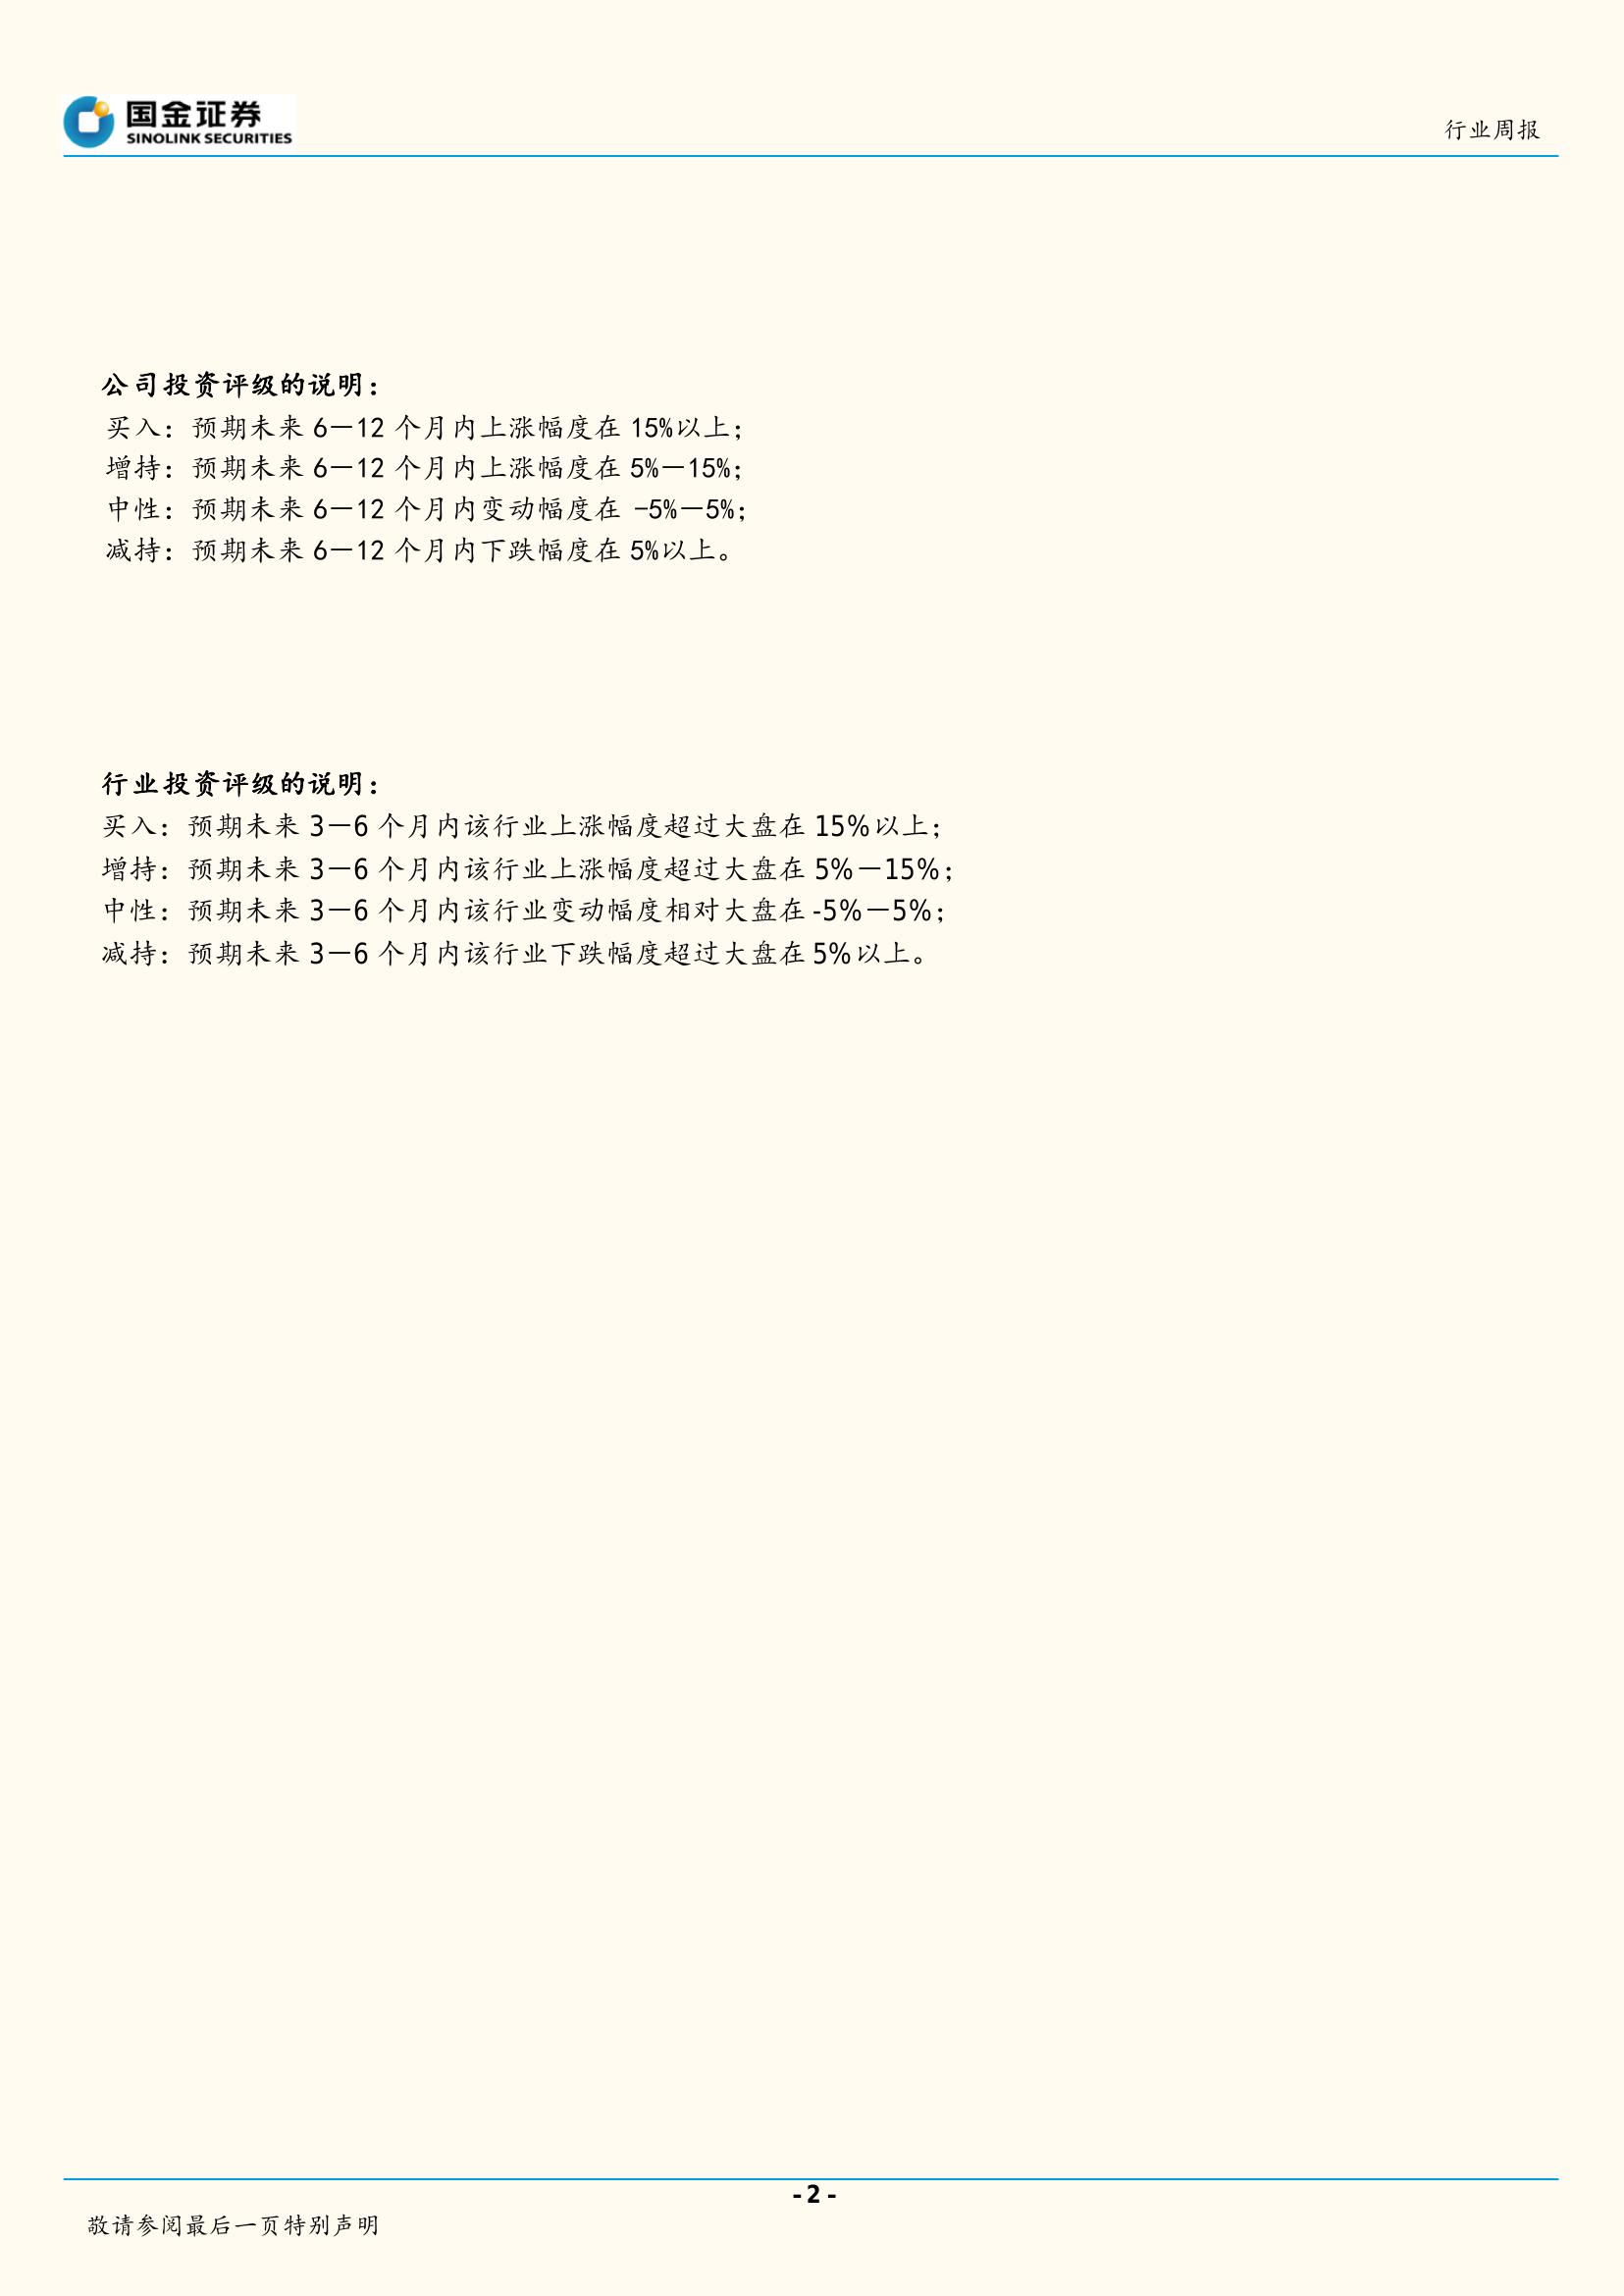 国金证券
SINOLINK SECURITIES
行业周报
公司投资评级的说明：
买入：预期未来 6－12 个月内上涨幅度在 15%以上；
增持：预期未来 6－12 个月内上涨幅度在 5%－15%；
中性：预期未来 6－12 个月内变动幅度在 -5%－5%；
减持：预期未来 6－12 个月内下跌幅度在 5%以上。
行业投资评级的说明：
买入：预期未来 3－6 个月内该行业上涨幅度超过大盘在 15%以上；
增持：预期未来 3－6 个月内该行业上涨幅度超过大盘在 5%－15%；
中性：预期未来 3－6 个月内该行业变动幅度相对大盘在 -5%－5%；
减持：预期未来 3－6 个月内该行业下跌幅度超过大盘在 5%以上。
- 2 -
敬请参阅最后一页特别声明